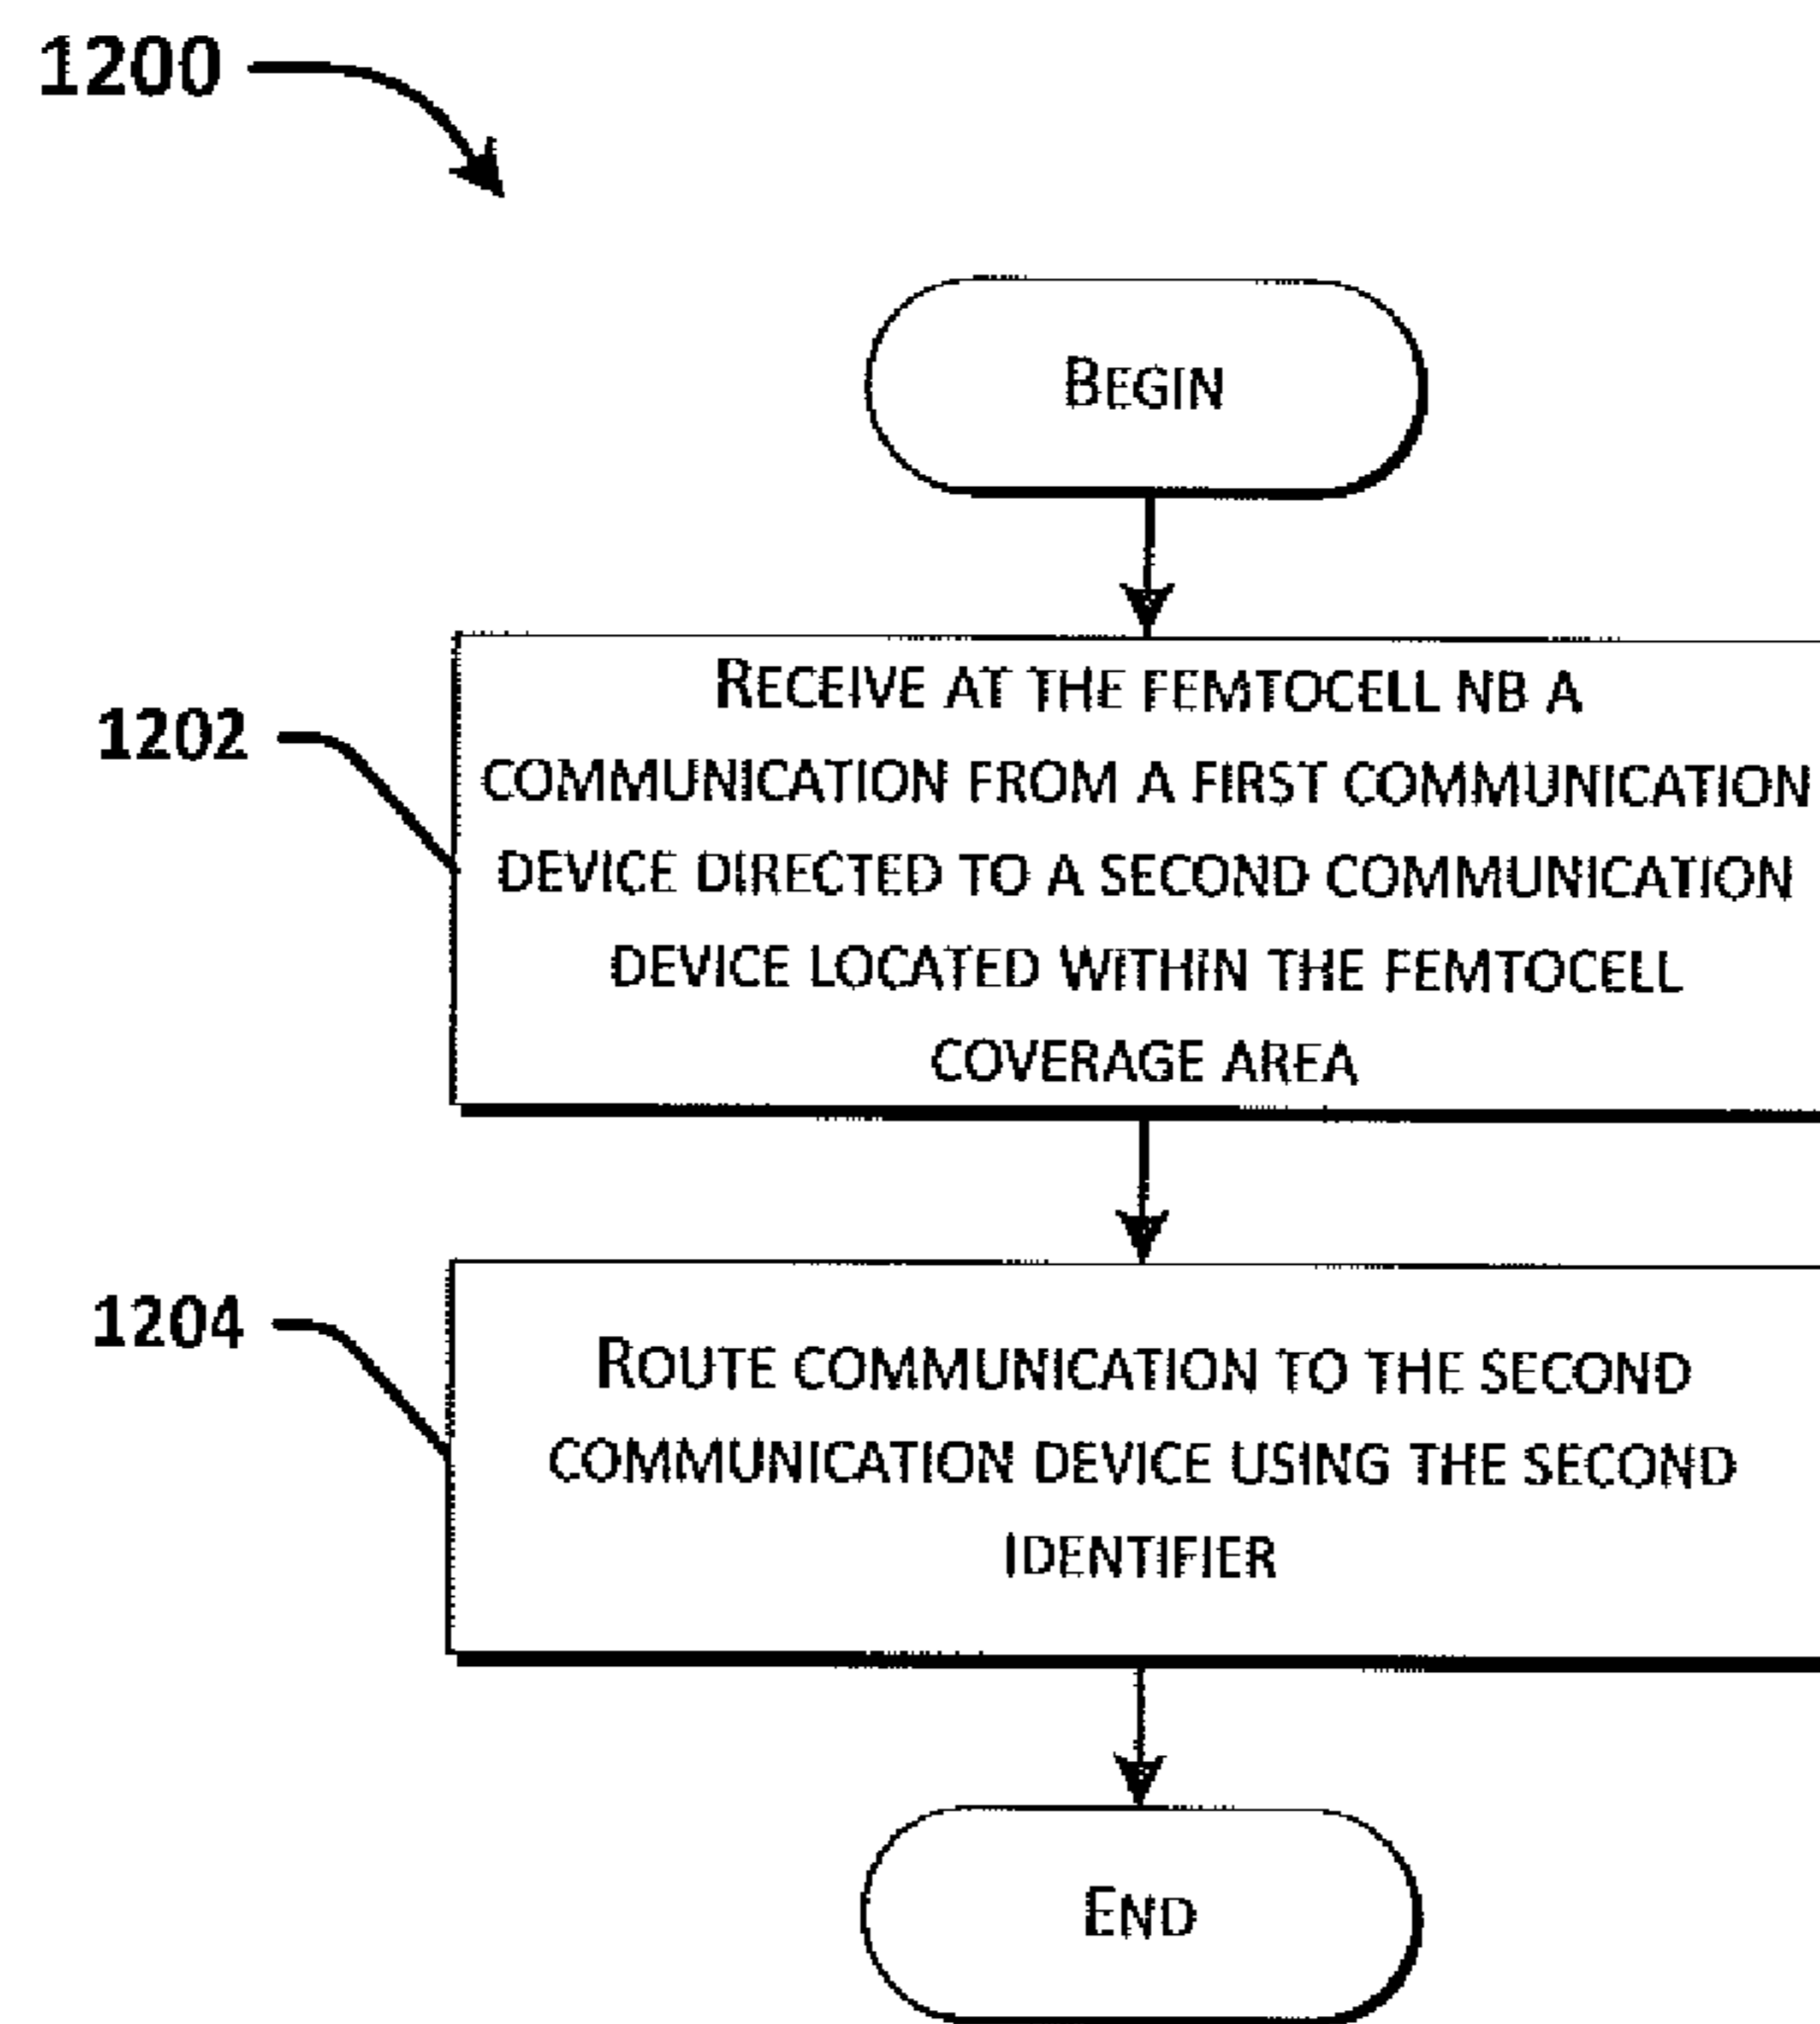 1200
BEGIN
1202
RECEIVE AT THE FEMTOCELL NB A
COMMUNICATION FROM A FIRST COMMUNICATION
DEVICE DIRECTED TO A SECOND COMMUNICATION
DEVICE LOCATED WITHIN THE FEMTOCELL
COVERAGE AREA
1204
ROUTE COMMUNICATION TO THE SECOND
COMMUNICATION DEVICE USING THE SECOND
IDENTIFIER
END